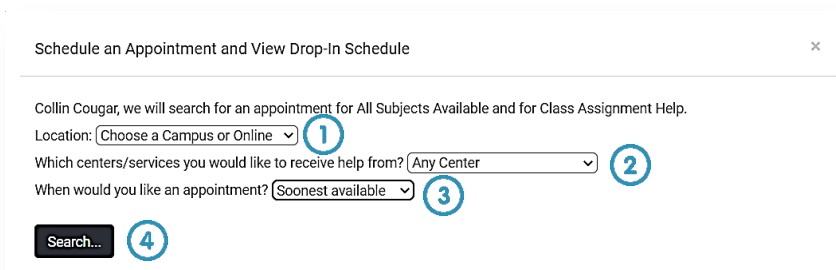 Schedule an Appointment and View Drop-In Schedule ×
Collin Cougar, we will search for an appointment for All Subjects Available and for Class Assignment Help.
Location: Choose a Campus or Online 1
Which centers/services you would like to receive help from? Any Center 2
When would you like an appointment? Soonest available 3
Search... 4